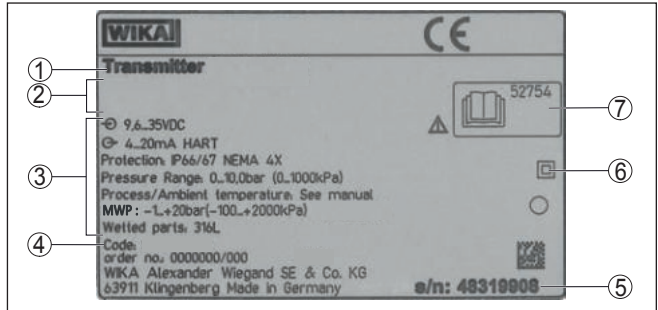 WIKAI
CE
Transmitter
52754
9,6...35VDC
4...20mA HART
Protection: IP66/67 NEMA 4X
Pressure Range: 0...10,0bar (0...1000kPa)
Process/Ambient temperature: See manual
MWP : -1...+20bar(-100...+2000kPa)
Wetted parts: 316L
Code:
order no.: 0000000/000
WIKA Alexander Wiegand SE & Co. KG
63911 Klingenberg Made in Germany
s/n: 48319908
1
2
3
4
5
6
7